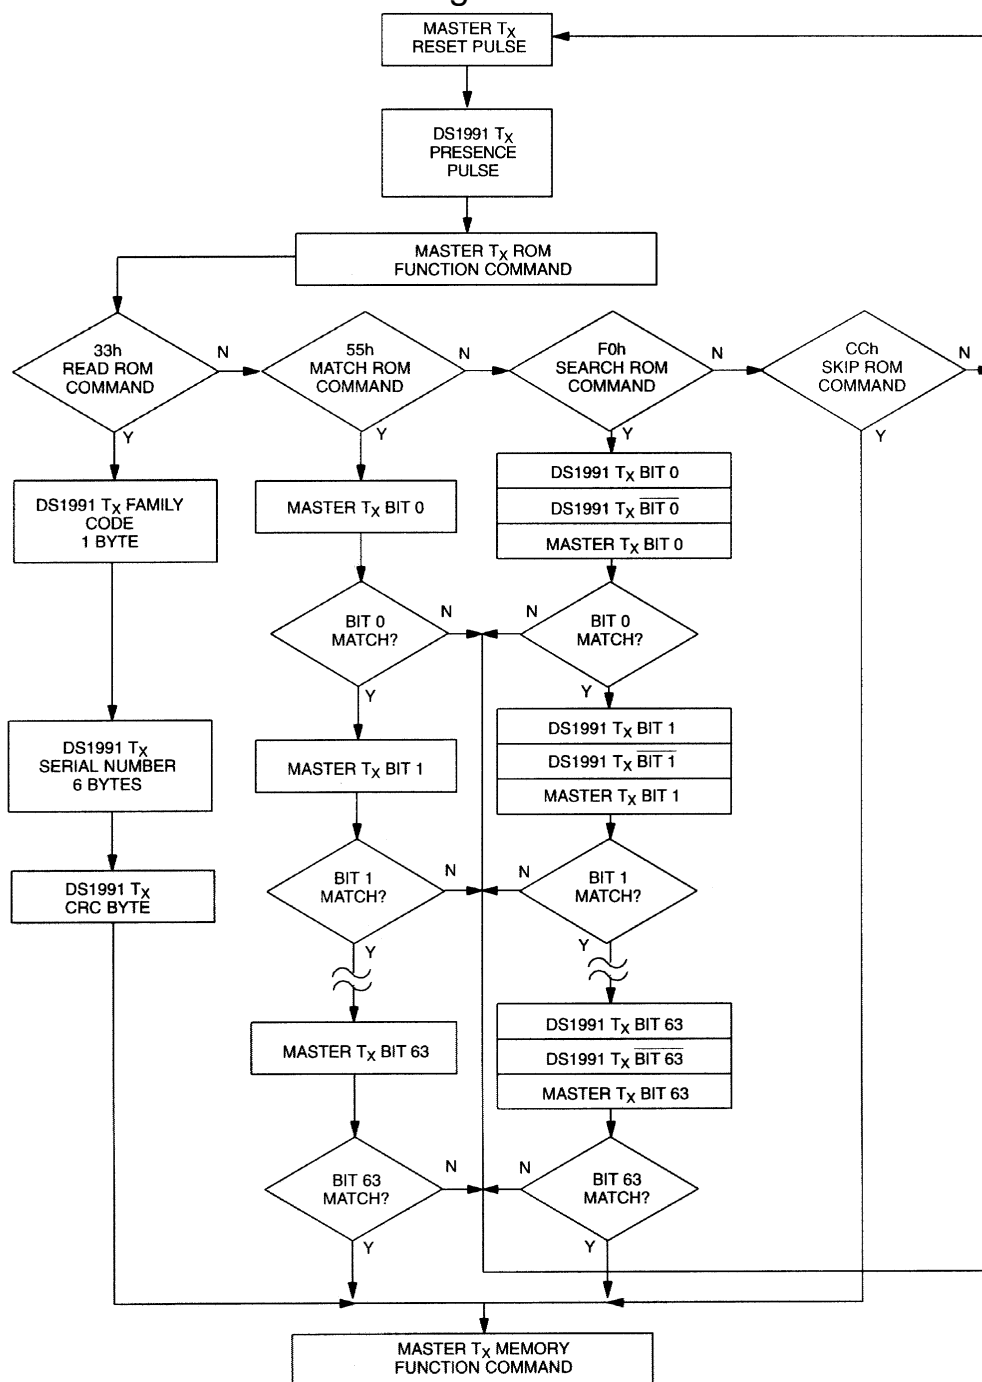 MASTER TX
RESET PULSE
DS1991 TX
PRESENCE
PULSE
MASTER TX ROM
FUNCTION COMMAND
33h
READ ROM
COMMAND
N
Y
55h
MATCH ROM
COMMAND
N
Y
F0h
SEARCH ROM
COMMAND
N
Y
CCh
SKIP ROM
COMMAND
N
Y
DS1991 TX FAMILY
CODE
1 BYTE
DS1991 TX
SERIAL NUMBER
6 BYTES
DS1991 TX
CRC BYTE
MASTER TX BIT 0
BIT 0
MATCH?
N
Y
MASTER TX BIT 1
BIT 1
MATCH?
N
Y
MASTER TX BIT 63
BIT 63
MATCH?
N
Y
DS1991 TX BIT 0
DS1991 TX BIT 0
MASTER TX BIT 0
BIT 0
MATCH?
N
Y
DS1991 TX BIT 1
DS1991 TX BIT 1
MASTER TX BIT 1
BIT 1
MATCH?
N
Y
DS1991 TX BIT 63
DS1991 TX BIT 63
MASTER TX BIT 63
BIT 63
MATCH?
N
Y
MASTER TX MEMORY
FUNCTION COMMAND